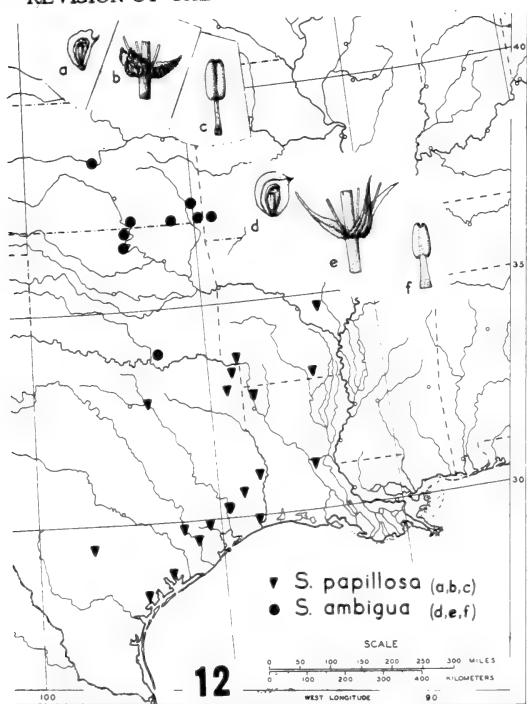 REVISION OF THE
a
b
c
40
d
e
f
35
30
S. papillosa (a,b,c)
S. ambigua (d,e,f)
SCALE
0 50 100 150 200 250 300 MILES
0 100 200 300 400 KILOMETERS
12
100
WEST LONGITUDE
90